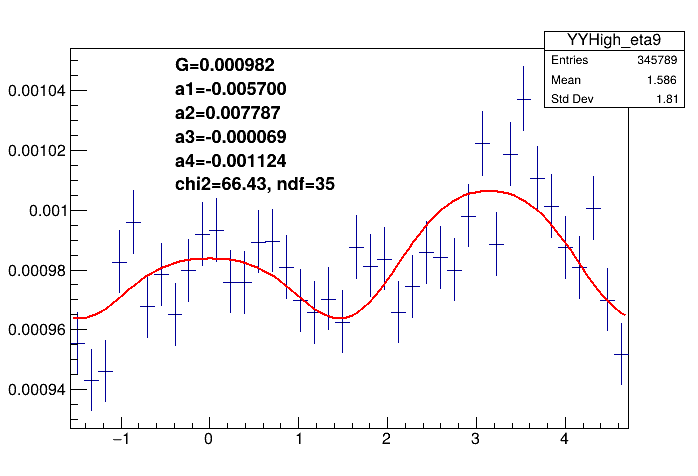 YYHigh_eta9
Entries 345789
Mean 1.586
Std Dev 1.81
G=0.000982
a1=-0.005700
a2=0.007787
a3=-0.000069
a4=-0.001124
chi2=66.43, ndf=35
0.00104
0.00102
0.001
0.00098
0.00096
0.00094
−1 0 1 2 3 4